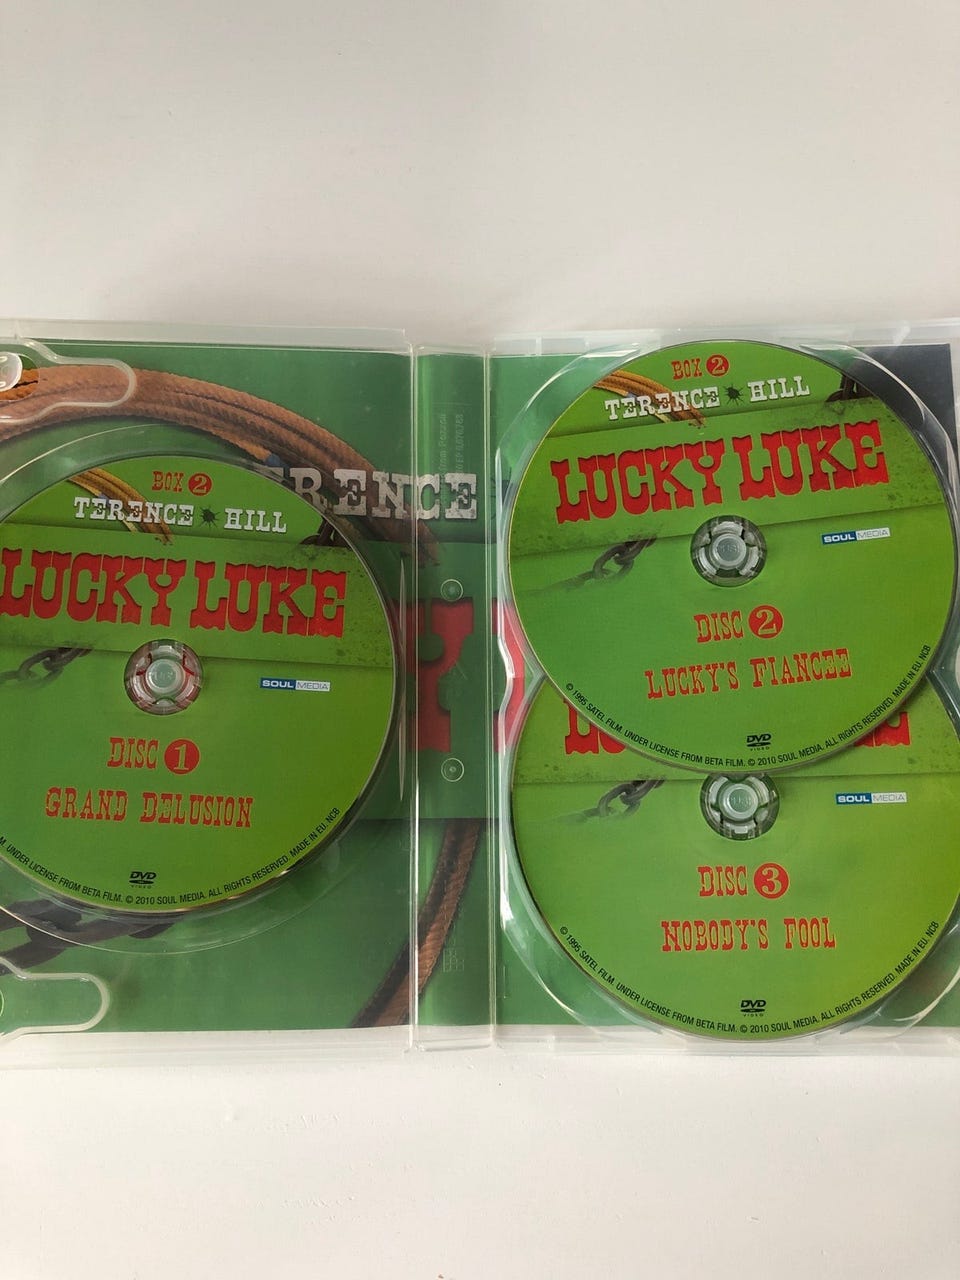 BOX 2
TERENCE HILL
LUCKY LUKE
SOUL MEDIA
DISC 1
GRAND DELUSION
DVD
VIDEO
M. UNDER LICENSE FROM BETA FILM. © 2010 SOUL MEDIA. ALL RIGHTS RESERVED. MADE IN EU. NCB
RENCE
BOX 2
TERENCE HILL
LUCKY LUKE
SOUL MEDIA
DISC 2
LUCKY'S FIANCEE
DVD
VIDEO
© 1995 SATEL FILM. UNDER LICENSE FROM BETA FILM. © 2010 SOUL MEDIA. ALL RIGHTS RESERVED. MADE IN EU. NCB
SOUL MEDIA
DISC 3
NOBODY'S FOOL
DVD
VIDEO
© 1995 SATEL FILM. UNDER LICENSE FROM BETA FILM. © 2010 SOUL MEDIA. ALL RIGHTS RESERVED. MADE IN EU. NCB